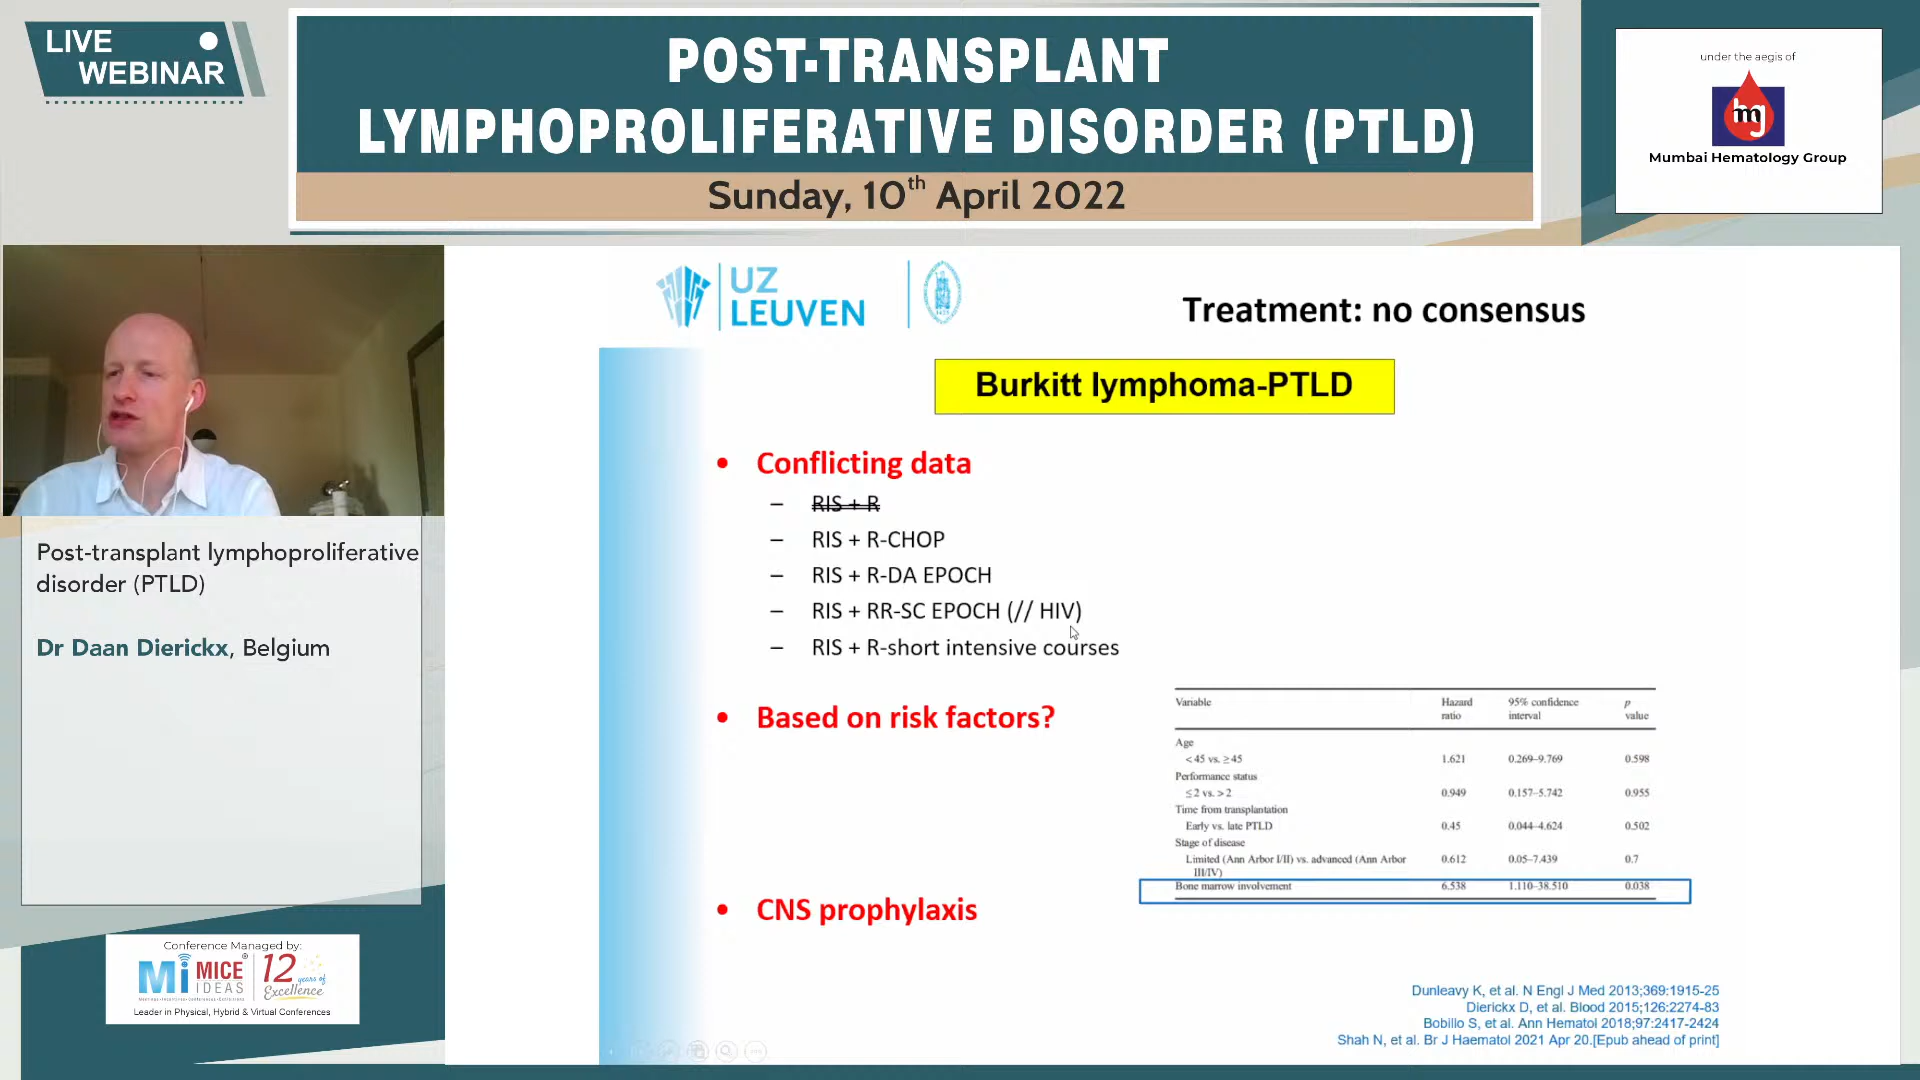 LIVE
WEBINAR
POST-TRANSPLANT
LYMPHOPROLIFERATIVE DISORDER (PTLD)
Sunday, 10th April 2022
under the aegis of
mg
Mumbai Hematology Group
UZ
LEUVEN
Treatment: no consensus
Burkitt lymphoma-PTLD
• Conflicting data
– RIS + R
– RIS + R-CHOP
– RIS + R-DA EPOCH
– RIS + RR-SC EPOCH (// HIV)
– RIS + R-short intensive courses
• Based on risk factors?
Variable Hazard ratio 95% confidence interval p value
Age
< 45 vs. ≥ 45 1.621 0.269–9.769 0.598
Performance status
≤ 2 vs. > 2 0.949 0.157–5.742 0.955
Time from transplantation
Early vs. late PTLD 0.45 0.044–4.624 0.502
Stage of disease
Limited (Ann Arbor I/II) vs. advanced (Ann Arbor 0.612 0.05–7.439 0.7
III/IV)
Bone marrow involvement 6.538 1.110–38.510 0.038
• CNS prophylaxis
Dunleavy K, et al. N Engl J Med 2013;369:1915-25
Dierickx D, et al. Blood 2015;126:2274-83
Bobillo S, et al. Ann Hematol 2018;97:2417-2424
Shah N, et al. Br J Haematol 2021 Apr 20.[Epub ahead of print]
Post-transplant lymphoproliferative
disorder (PTLD)
Dr Daan Dierickx, Belgium
Conference Managed by:
Mi MICE IDEAS
12 years of Excellence
Leader in Physical, Hybrid & Virtual Conferences